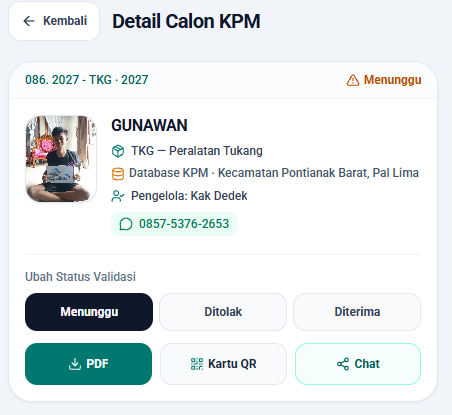 Kembali
Detail Calon KPM
086. 2027 - TKG · 2027
Menunggu
GUNAWAN
TKG — Peralatan Tukang
Database KPM · Kecamatan Pontianak Barat, Pal Lima
Pengelola: Kak Dedek
0857-5376-2653
Ubah Status Validasi
Menunggu
Ditolak
Diterima
PDF
Kartu QR
Chat